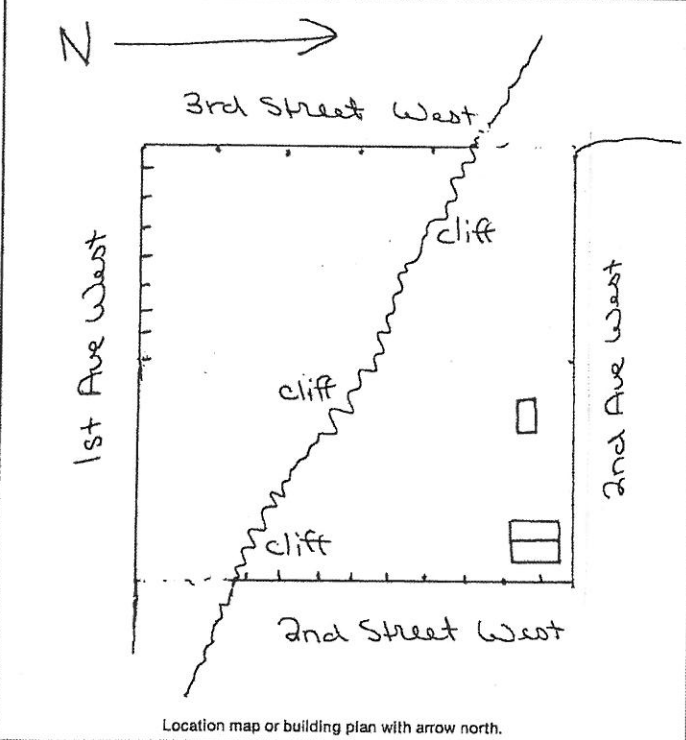 N
3rd Street West
cliff
1st Ave West
2nd Ave West
cliff
cliff
2nd Street West
Location map or building plan with arrow north.